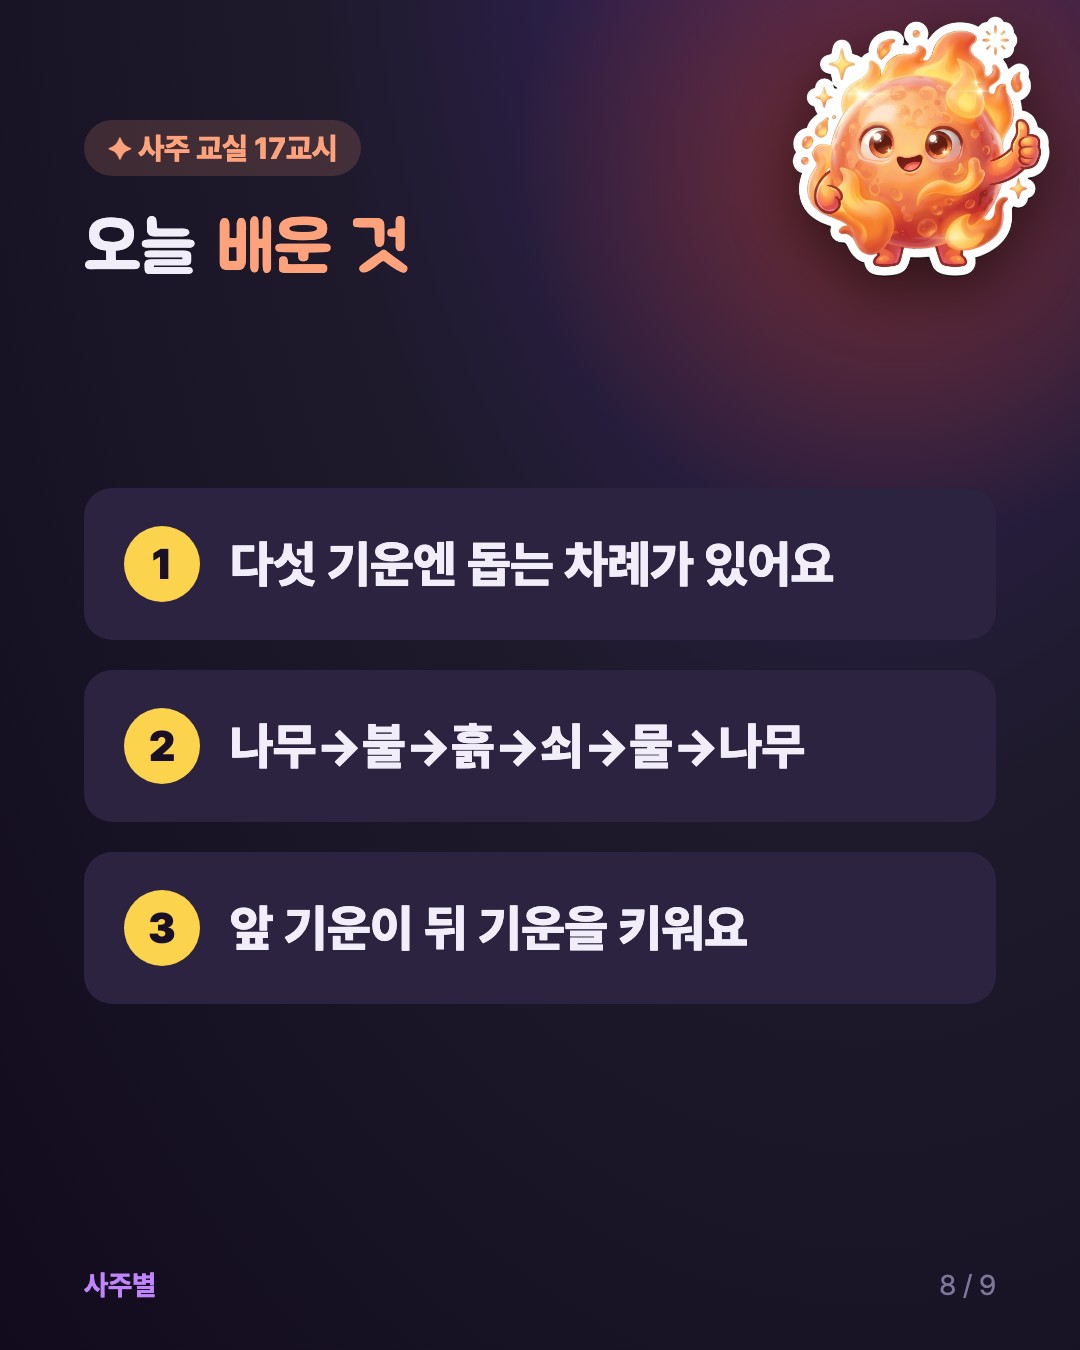 ✦ 사주 교실 17교시
오늘 배운 것
1 다섯 기운엔 돕는 차례가 있어요
2 나무→불→흙→쇠→물→나무
3 앞 기운이 뒤 기운을 키워요
사주별
8 / 9